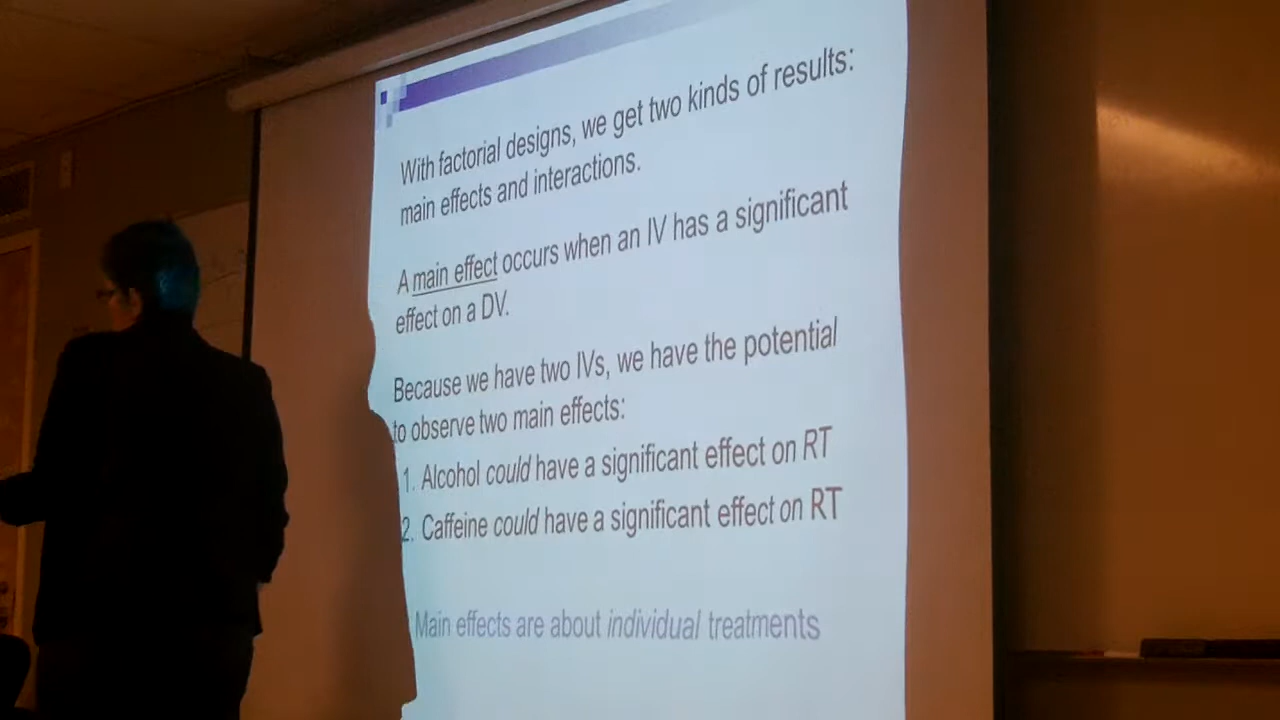 With factorial designs, we get two kinds of results:
main effects and interactions.
A main effect occurs when an IV has a significant
effect on a DV.
Because we have two IVs, we have the potential
to observe two main effects:
1. Alcohol could have a significant effect on RT
2. Caffeine could have a significant effect on RT
Main effects are about individual treatments